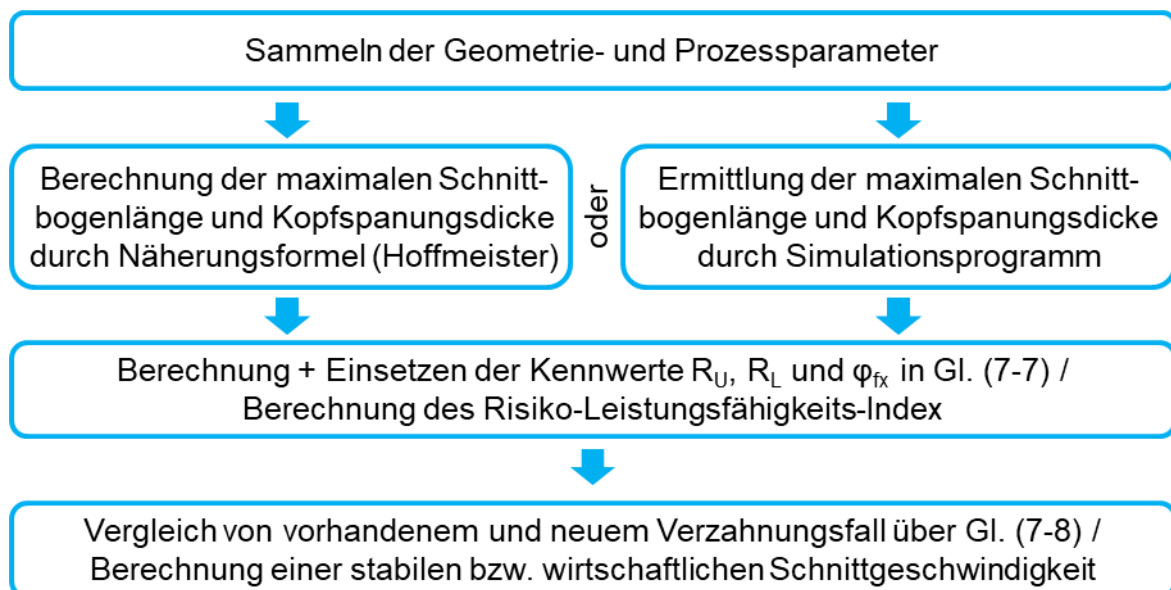 Sammeln der Geometrie- und Prozessparameter
Berechnung der maximalen Schnitt-
bogenlänge und Kopfspanungsdicke
durch Näherungsformel (Hoffmeister)
oder
Ermittlung der maximalen Schnitt-
bogenlänge und Kopfspanungsdicke
durch Simulationsprogramm
Berechnung + Einsetzen der Kennwerte R_U, R_L und φ_fx in Gl. (7-7) /
Berechnung des Risiko-Leistungsfähigkeits-Index
Vergleich von vorhandenem und neuem Verzahnungsfall über Gl. (7-8) /
Berechnung einer stabilen bzw. wirtschaftlichen Schnittgeschwindigkeit